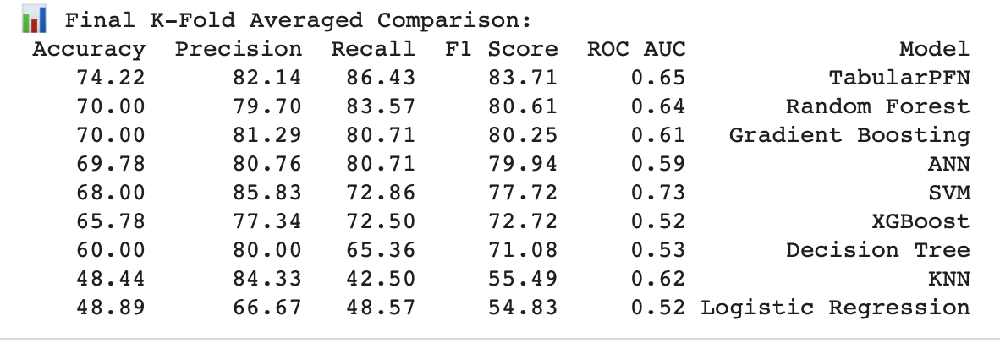 📊 Final K-Fold Averaged Comparison:
Accuracy Precision Recall F1 Score ROC AUC Model
74.22 82.14 86.43 83.71 0.65 TabularPFN
70.00 79.70 83.57 80.61 0.64 Random Forest
70.00 81.29 80.71 80.25 0.61 Gradient Boosting
69.78 80.76 80.71 79.94 0.59 ANN
68.00 85.83 72.86 77.72 0.73 SVM
65.78 77.34 72.50 72.72 0.52 XGBoost
60.00 80.00 65.36 71.08 0.53 Decision Tree
48.44 84.33 42.50 55.49 0.62 KNN
48.89 66.67 48.57 54.83 0.52 Logistic Regression